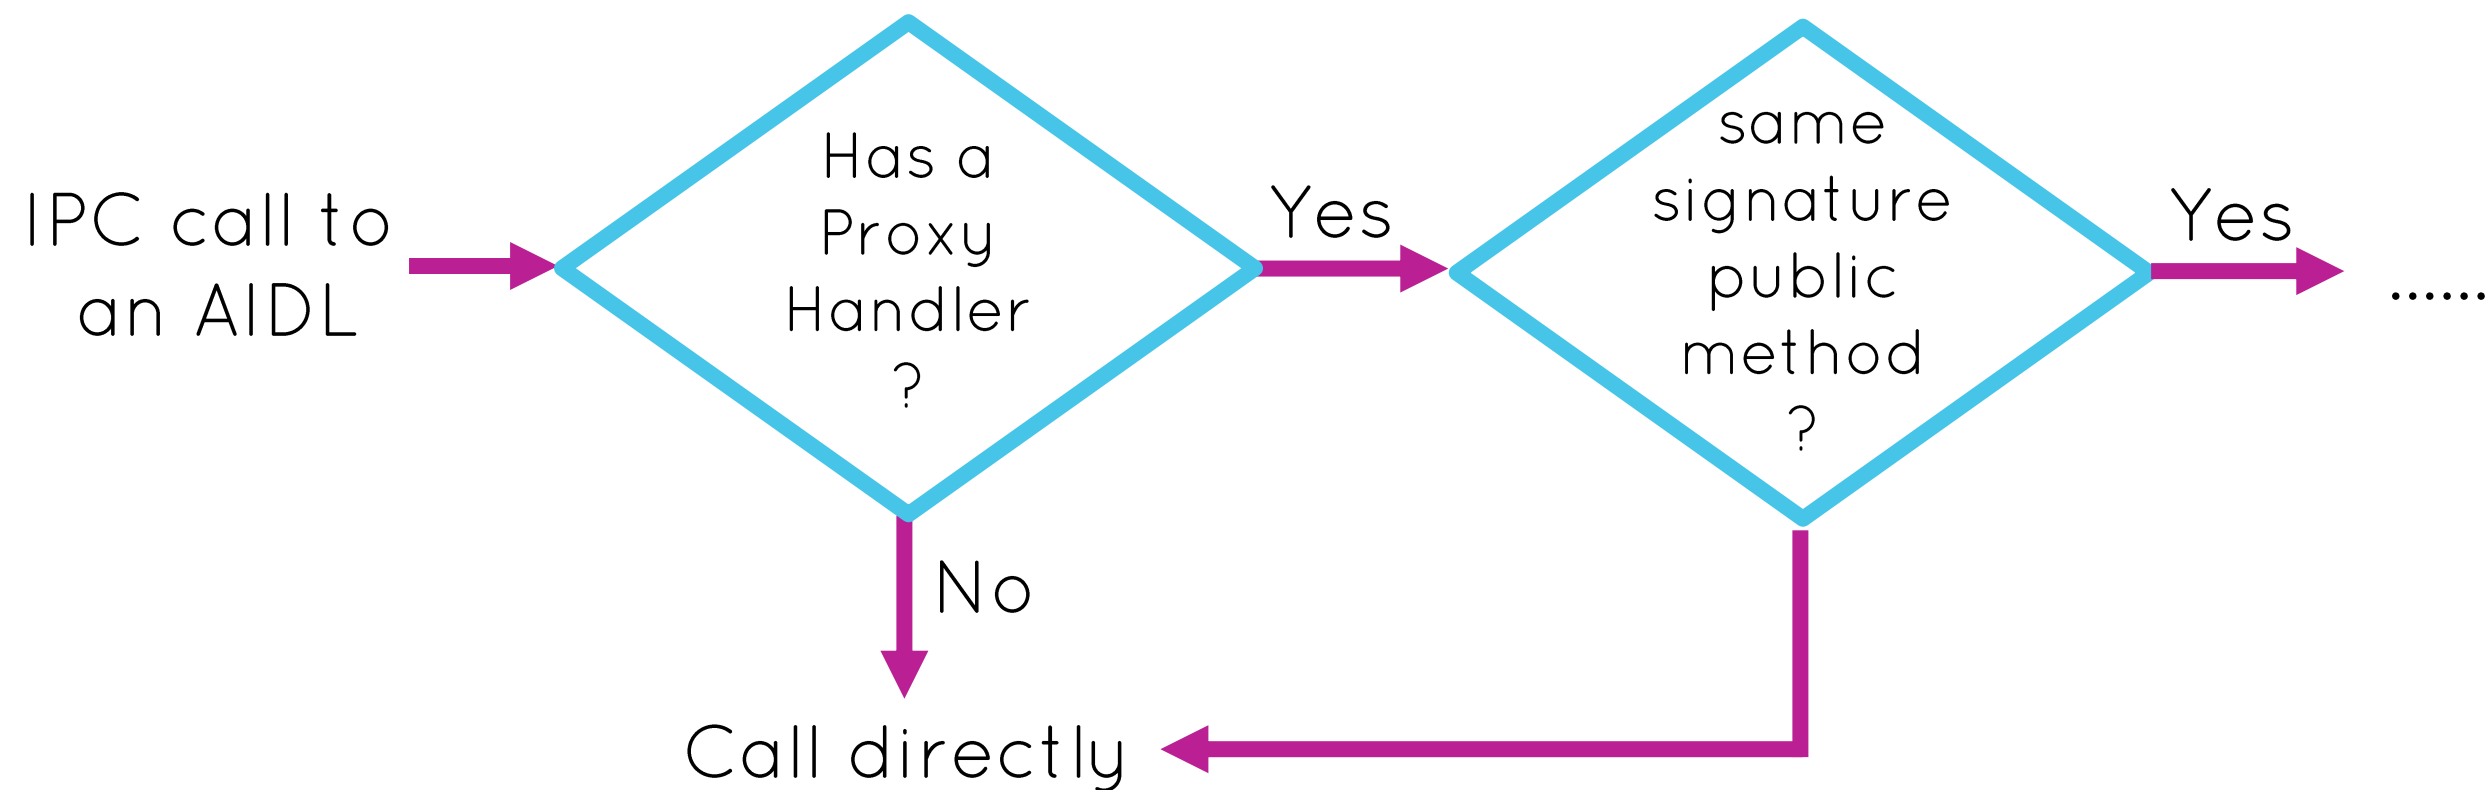 IPC call to
an AIDL
Has a
Proxy
Handler
?
Yes
same
signature
public
method
?
Yes
......
No
Call directly